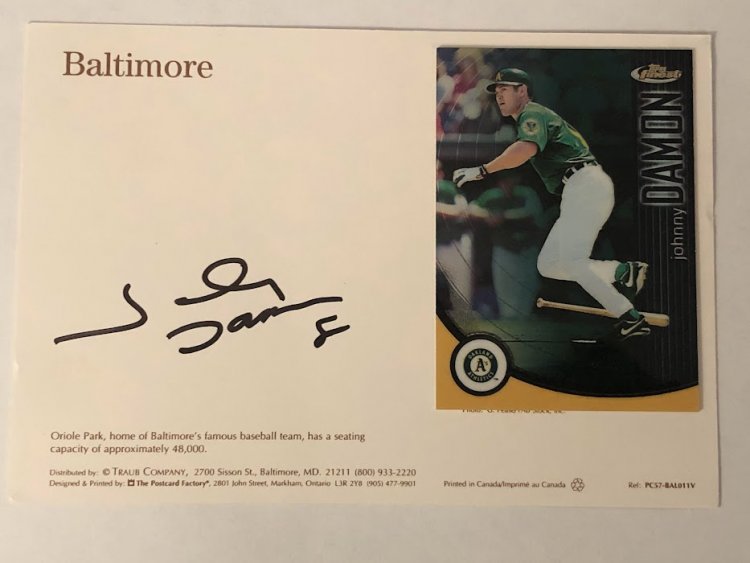 Baltimore
Topps
Finest
johnny DAMON
Johnny
Damon 8
OAKLAND
A's
ATHLETICS
Oriole Park, home of Baltimore's famous baseball team, has a seating
capacity of approximately 48,000.
Distributed by: © TRAUB COMPANY, 2700 Sisson St., Baltimore, MD. 21211 (800) 933-2220
Designed & Printed by: The Postcard Factory®, 2801 John Street, Markham, Ontario L3R 2Y8 (905) 477-9901
Printed in Canada/Imprimé au Canada
Ref: PC57-BAL011V